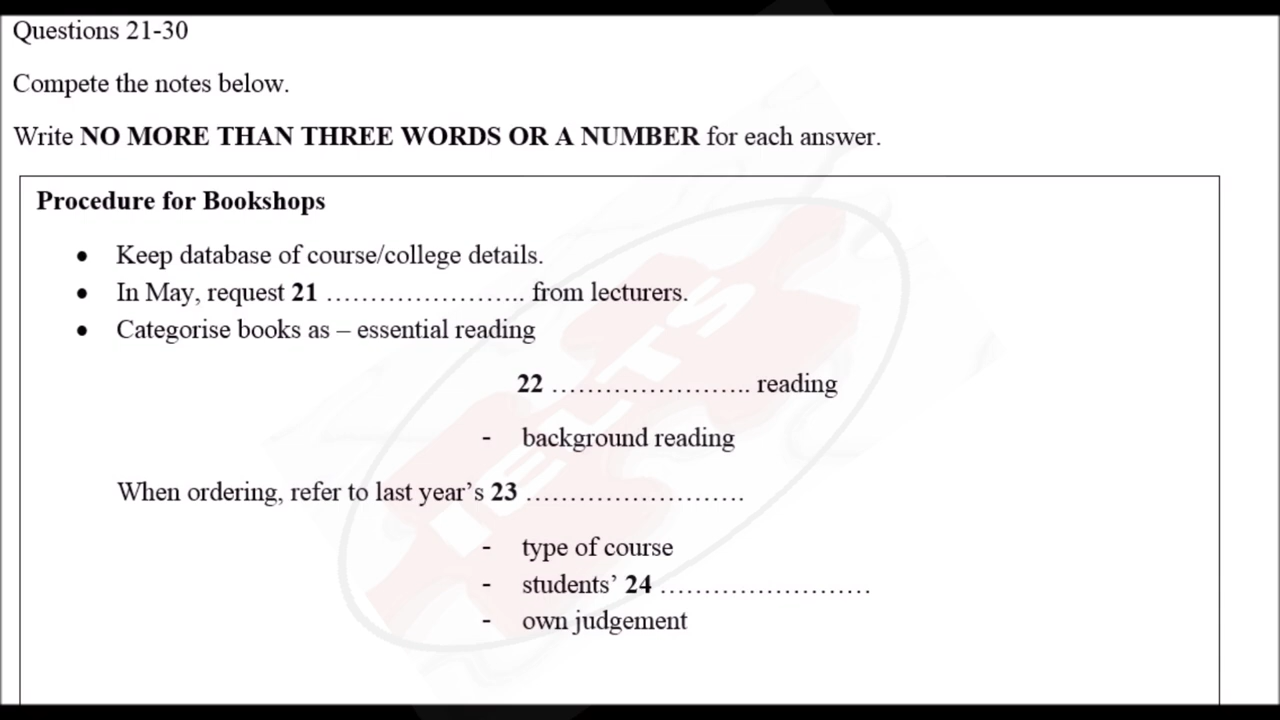 Questions 21-30
Compete the notes below.
Write NO MORE THAN THREE WORDS OR A NUMBER for each answer.
Procedure for Bookshops
• Keep database of course/college details.
• In May, request 21 ………………….. from lecturers.
• Categorise books as – essential reading
22 ………………….. reading
- background reading
When ordering, refer to last year’s 23 …………………….
- type of course
- students’ 24 ……………………
- own judgement
IELTS